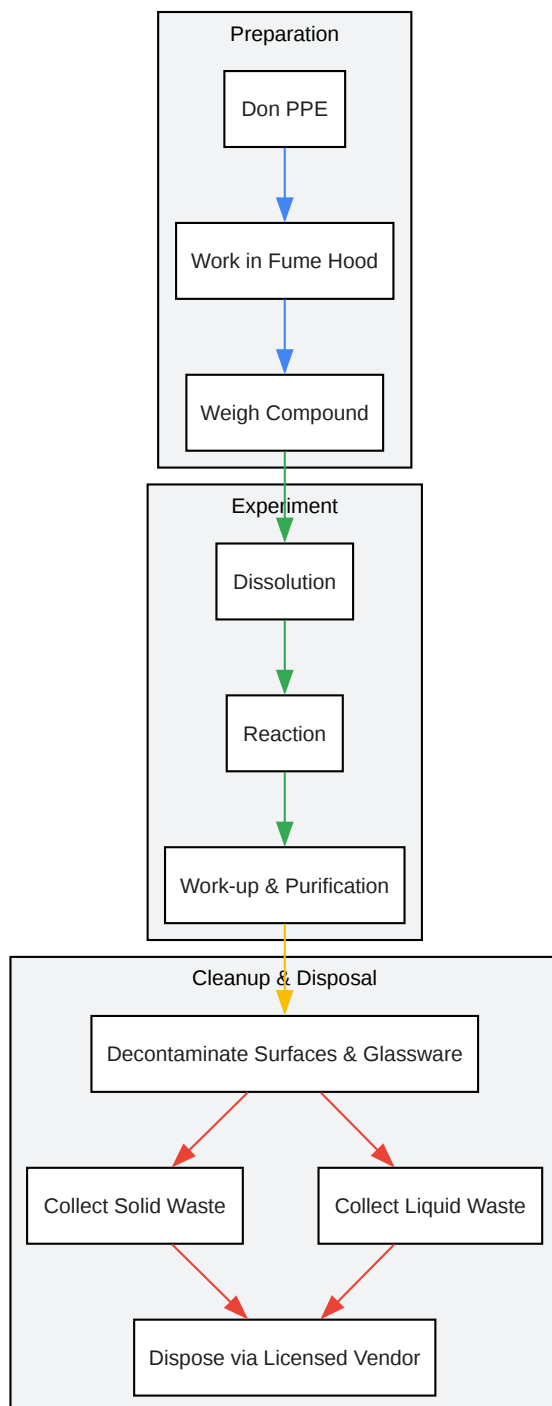 Preparation
Don PPE
Work in Fume Hood
Weigh Compound
Experiment
Dissolution
Reaction
Work-up & Purification
Cleanup & Disposal
Decontaminate Surfaces & Glassware
Collect Solid Waste
Collect Liquid Waste
Dispose via Licensed Vendor